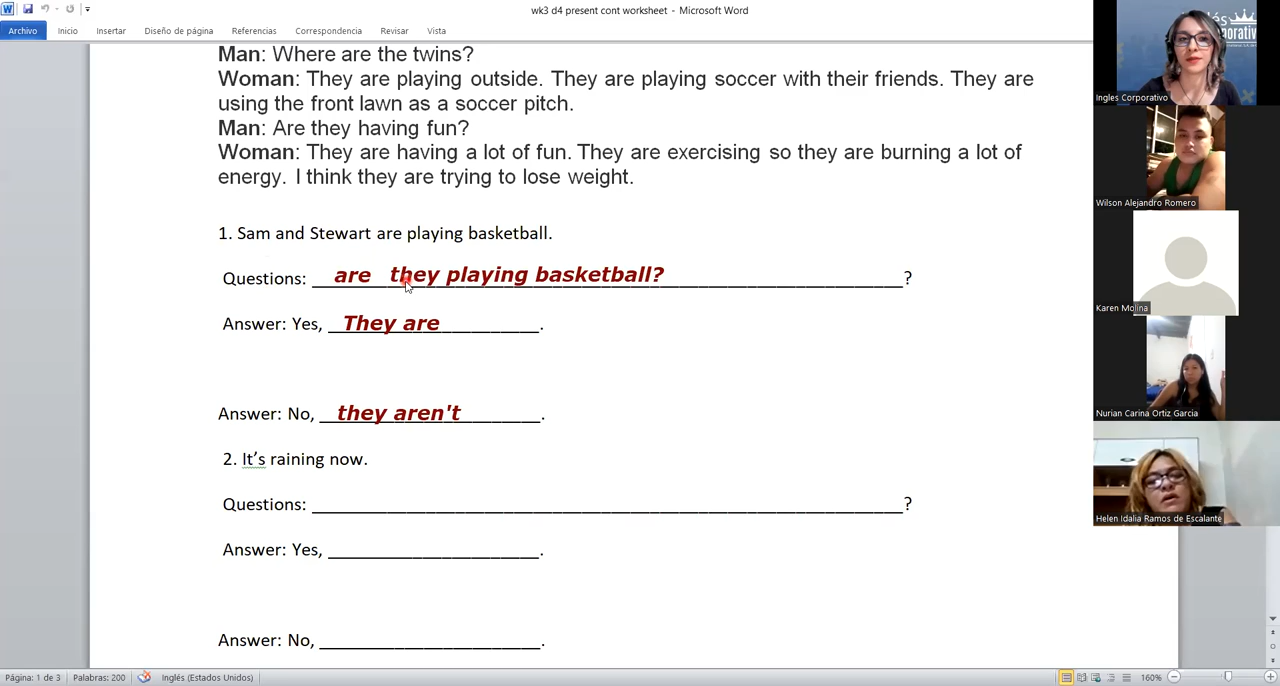 wk3 d4 present cont worksheet - Microsoft Word
Archivo Inicio Insertar Diseño de página Referencias Correspondencia Revisar Vista
Man: Where are the twins?
Woman: They are playing outside. They are playing soccer with their friends. They are
using the front lawn as a soccer pitch.
Man: Are they having fun?
Woman: They are having a lot of fun. They are exercising so they are burning a lot of
energy. I think they are trying to lose weight.
1. Sam and Stewart are playing basketball.
Questions: are they playing basketball? ?
Answer: Yes, They are .
Answer: No, they aren't .
2. It's raining now.
Questions: ?
Answer: Yes, .
Answer: No, .
Página: 1 de 3 Palabras: 200 Inglés (Estados Unidos) 160%
Ingles Corporativo
Wilson Alejandro Romero
Karen Molina
Nurian Carina Ortiz Garcia
Helen Idalia Ramos de Escalante